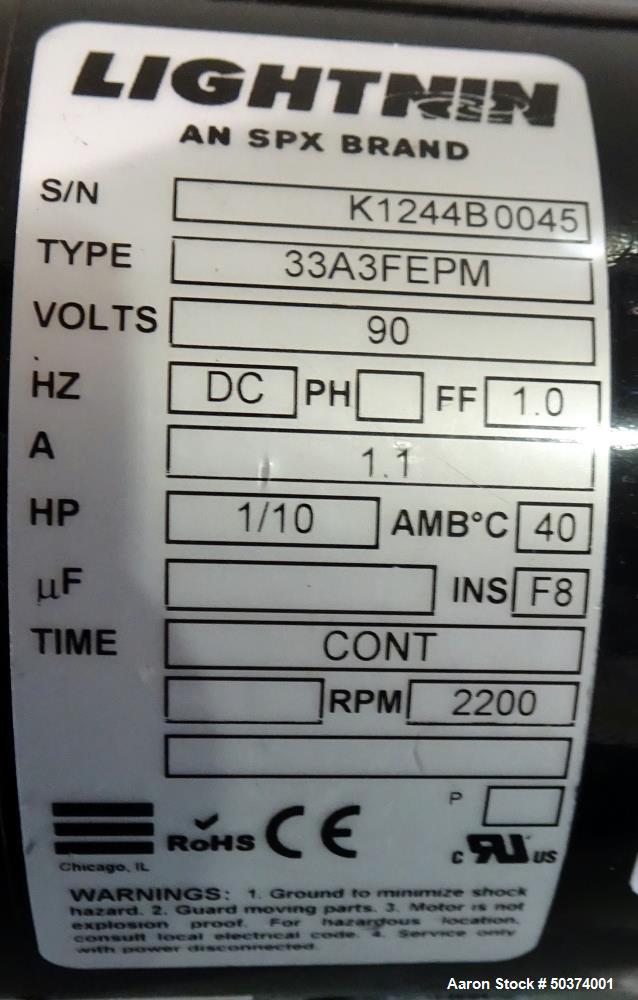 LIGHTNIN
AN SPX BRAND
S/N K1244B0045
TYPE 33A3FEPM
VOLTS 90
HZ DC PH FF 1.0
A 1.1
HP 1/10 AMB°C 40
µF INS F8
TIME CONT
RPM 2200
P
RoHS CE
Chicago, IL
c RU US
WARNINGS: 1. Ground to minimize shock
hazard. 2. Guard moving parts. 3. Motor is not
explosion proof. For hazardous location,
consult local electrical code. 4. Service only
with power disconnected.
Aaron Stock # 50374001